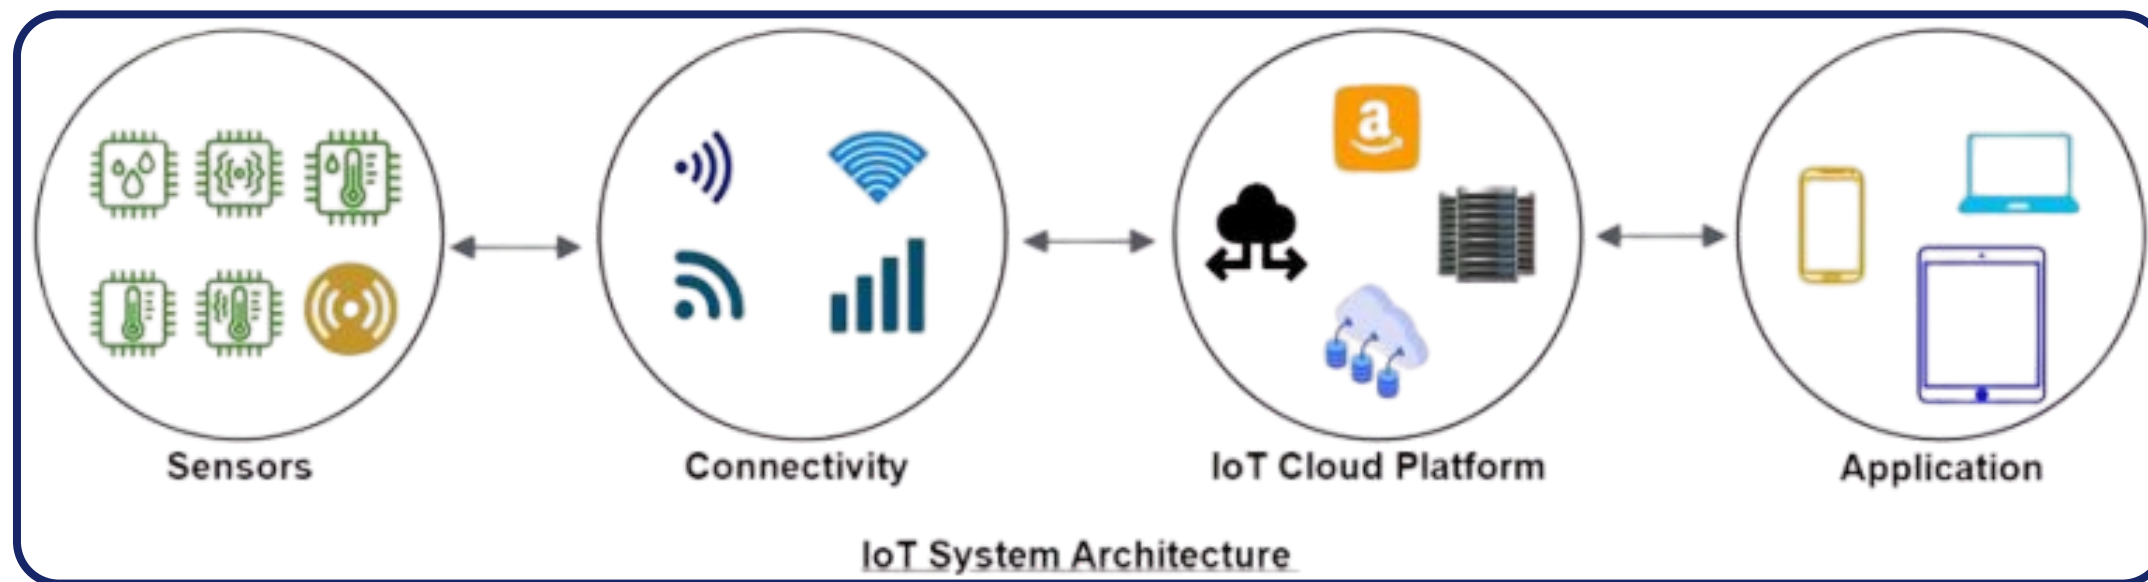 a
Sensors
Connectivity
IoT Cloud Platform
Application
IoT System Architecture